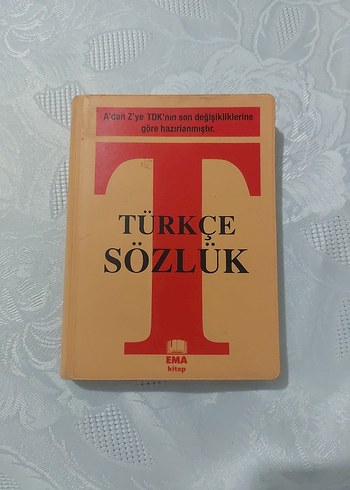 A'dan Z'ye TDK'nın son değişikliklerine
göre hazırlanmıştır.
T
TÜRKÇE
SÖZLÜK
EMA
kitap